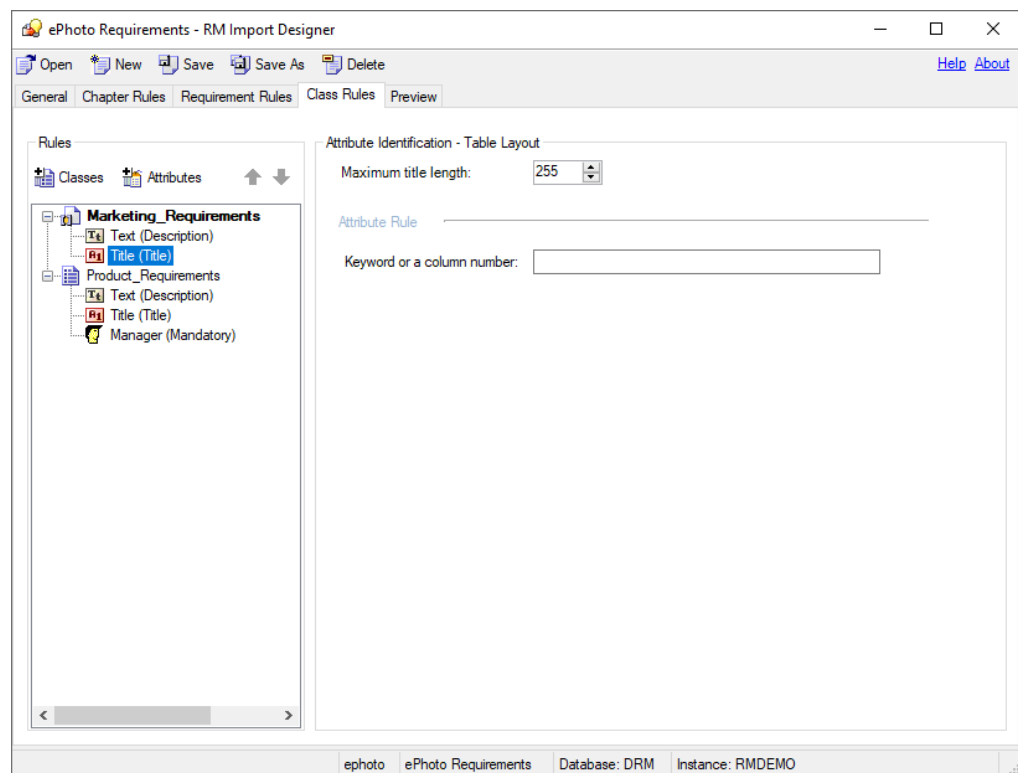 ePhoto Requirements - RM Import Designer
Open New Save Save As Delete Help About
General Chapter Rules Requirement Rules Class Rules Preview
Rules
Classes Attributes
Marketing_Requirements
Text (Description)
Title (Title)
Product_Requirements
Text (Description)
Title (Title)
Manager (Mandatory)
Attribute Identification - Table Layout
Maximum title length: 255
Attribute Rule
Keyword or a column number:
ephoto ePhoto Requirements Database: DRM Instance: RMDEMO